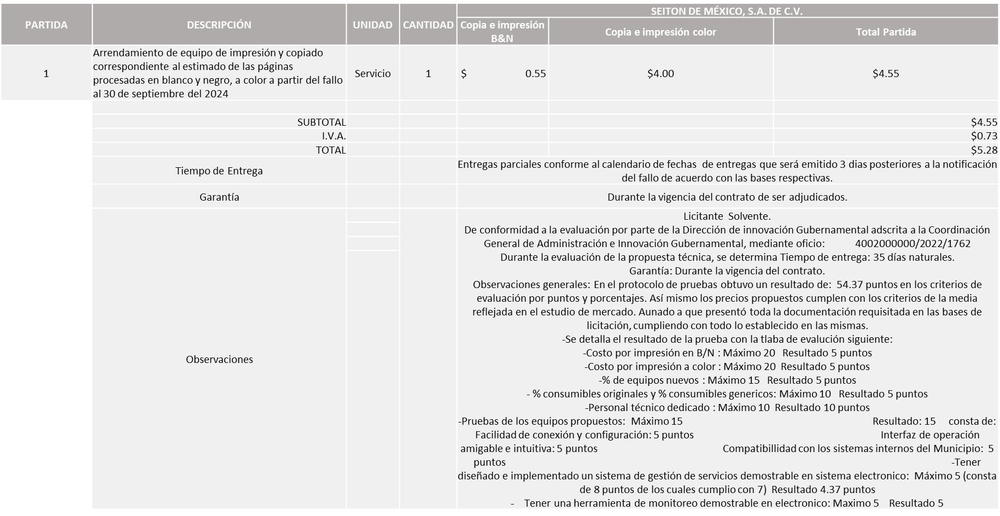 SEITON DE MÉXICO, S.A. DE C.V.
PARTIDA DESCRIPCIÓN UNIDAD CANTIDAD Copia e impresión B&N Copia e impresión color Total Partida
Arrendamiento de equipo de impresión y copiado
correspondiente al estimado de las páginas
procesadas en blanco y negro, a color a partir del fallo
al 30 de septiembre del 2024
1 Servicio 1 $ 0.55 $4.00 $4.55
SUBTOTAL $4.55
I.V.A. $0.73
TOTAL $5.28
Tiempo de Entrega
Entregas parciales conforme al calendario de fechas de entregas que será emitido 3 dias posteriores a la notificación
del fallo de acuerdo con las bases respectivas.
Garantía Durante la vigencia del contrato de ser adjudicados.
Observaciones
Licitante Solvente.
De conformidad a la evaluación por parte de la Dirección de innovación Gubernamental adscrita a la Coordinación
General de Administración e Innovación Gubernamental, mediante oficio: 4002000000/2022/1762
Durante la evaluación de la propuesta técnica, se determina Tiempo de entrega: 35 días naturales.
Garantía: Durante la vigencia del contrato.
Observaciones generales: En el protocolo de pruebas obtuvo un resultado de: 54.37 puntos en los criterios de
evaluación por puntos y porcentajes. Así mismo los precios propuestos cumplen con los criterios de la media
reflejada en el estudio de mercado. Aunado a que presentó toda la documentación requisitada en las bases de
licitación, cumpliendo con todo lo establecido en las mismas.
-Se detalla el resultado de la prueba con la tlaba de evalución siguiente:
-Costo por impresión en B/N : Máximo 20 Resultado 5 puntos
-Costo por impresión a color : Máximo 20 Resultado 5 puntos
-% de equipos nuevos : Máximo 15 Resultado 5 puntos
- % consumibles originales y % consumibles genericos: Máximo 10 Resultado 5 puntos
-Personal técnico dedicado : Máximo 10 Resultado 10 puntos
-Pruebas de los equipos propuestos: Máximo 15 Resultado: 15 consta de:
Facilidad de conexión y configuración: 5 puntos Interfaz de operación
amigable e intuitiva: 5 puntos Compatibillidad con los sistemas internos del Municipio: 5
puntos -Tener
diseñado e implementado un sistema de gestión de servicios demostrable en sistema electronico: Máximo 5 (consta
de 8 puntos de los cuales cumplio con 7) Resultado 4.37 puntos
- Tener una herramienta de monitoreo demostrable en electronico: Maximo 5 Resultado 5